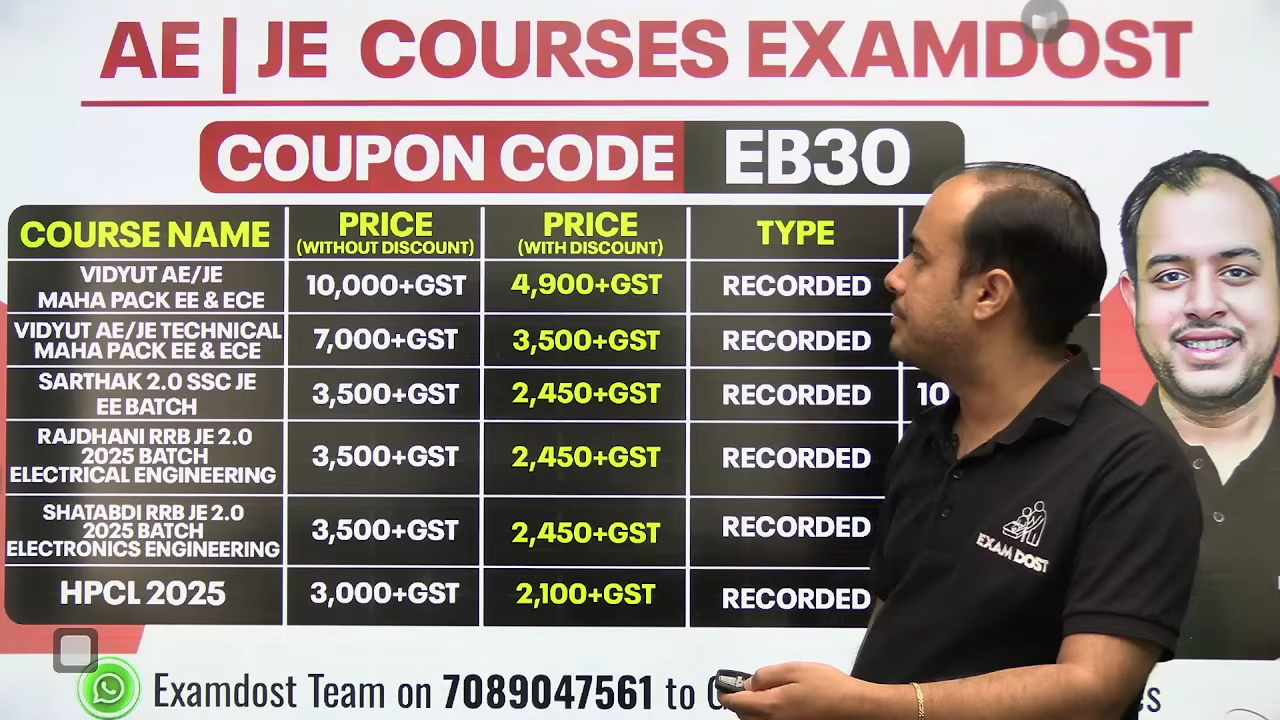 AE | JE COURSES EXAMDOST
COUPON CODE EB30
COURSE NAME
PRICE
(WITHOUT DISCOUNT)
PRICE
(WITH DISCOUNT)
TYPE
VIDYUT AE/JE
MAHA PACK EE & ECE
10,000+GST
4,900+GST
RECORDED
VIDYUT AE/JE TECHNICAL
MAHA PACK EE & ECE
7,000+GST
3,500+GST
RECORDED
SARTHAK 2.0 SSC JE
EE BATCH
3,500+GST
2,450+GST
RECORDED
10
RAJDHANI RRB JE 2.0
2025 BATCH
ELECTRICAL ENGINEERING
3,500+GST
2,450+GST
RECORDED
SHATABDI RRB JE 2.0
2025 BATCH
ELECTRONICS ENGINEERING
3,500+GST
2,450+GST
RECORDED
HPCL 2025
3,000+GST
2,100+GST
RECORDED
EXAM DOST
Examdost Team on 7089047561 to